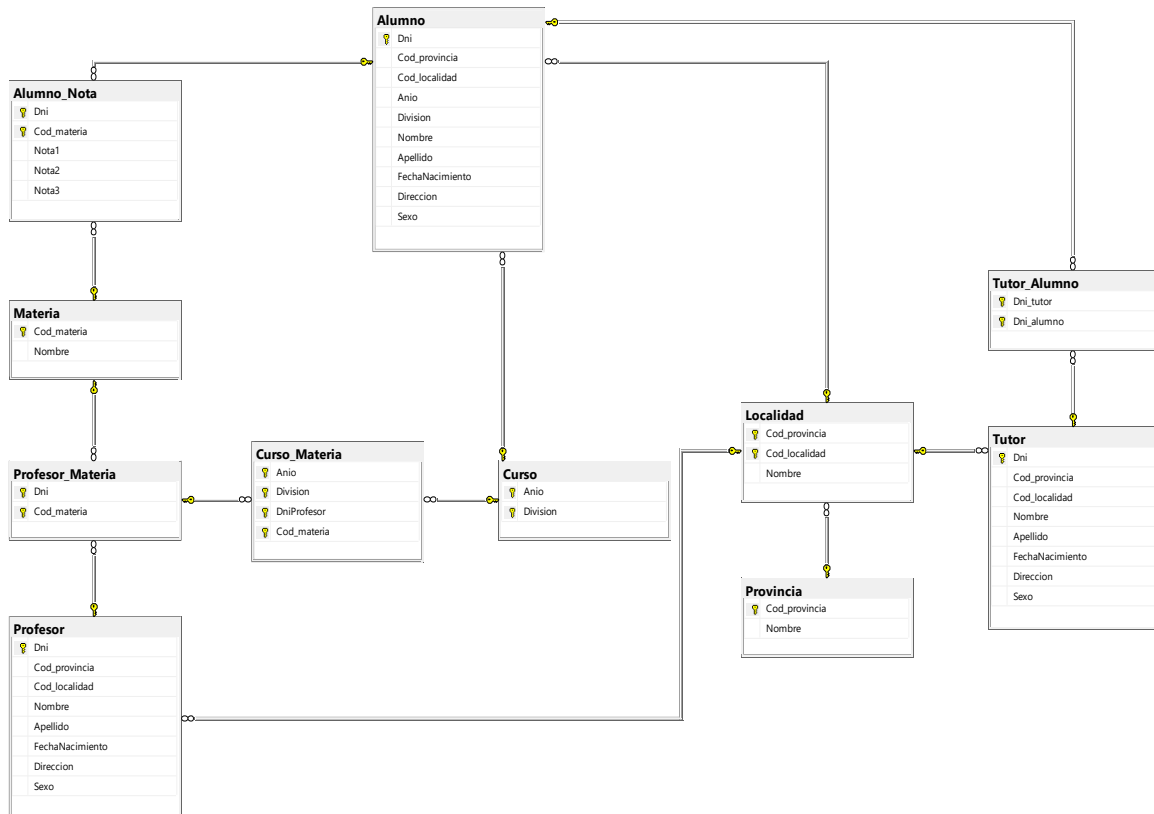 Alumno
Dni
Cod_provincia
Cod_localidad
Anio
Division
Nombre
Apellido
FechaNacimiento
Direccion
Sexo
Alumno_Nota
Dni
Cod_materia
Nota1
Nota2
Nota3
Materia
Cod_materia
Nombre
Profesor_Materia
Dni
Cod_materia
Profesor
Dni
Cod_provincia
Cod_localidad
Nombre
Apellido
FechaNacimiento
Direccion
Sexo
Curso_Materia
Anio
Division
DniProfesor
Cod_materia
Curso
Anio
Division
Localidad
Cod_provincia
Cod_localidad
Nombre
Provincia
Cod_provincia
Nombre
Tutor_Alumno
Dni_tutor
Dni_alumno
Tutor
Dni
Cod_provincia
Cod_localidad
Nombre
Apellido
FechaNacimiento
Direccion
Sexo